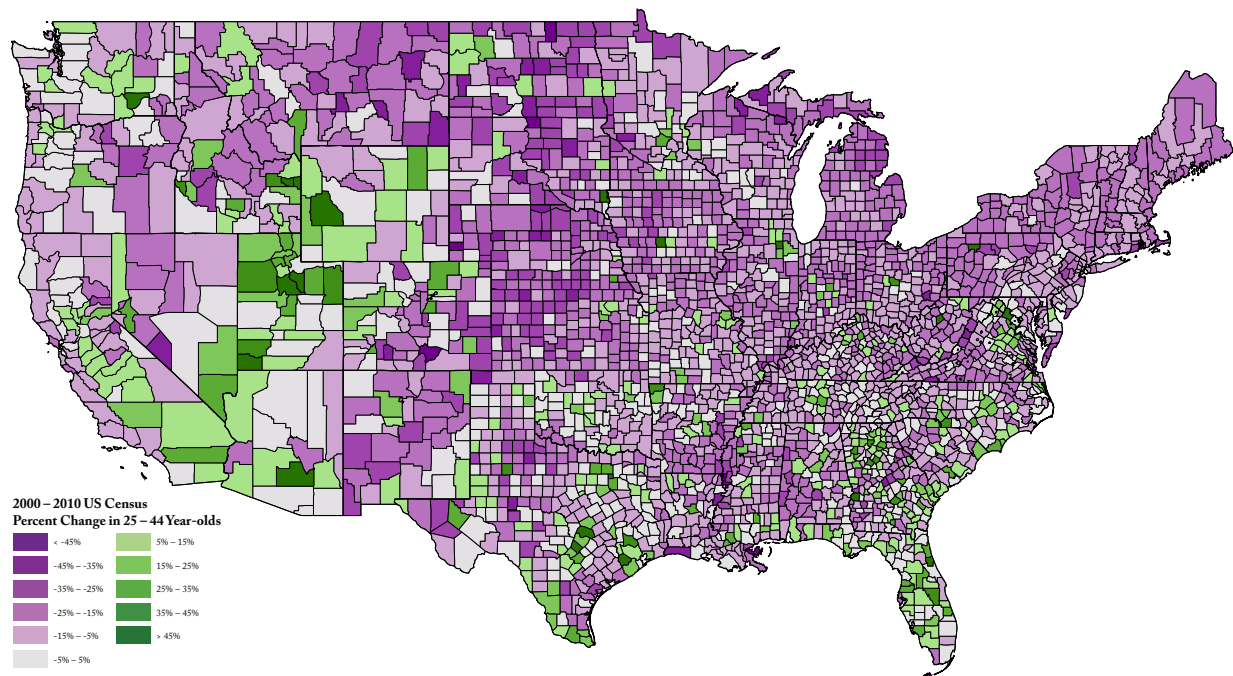 2000 – 2010 US Census
Percent Change in 25 – 44 Year-olds
< -45%
-45% – -35%
-35% – -25%
-25% – -15%
-15% – -5%
-5% – 5%
5% – 15%
15% – 25%
25% – 35%
35% – 45%
> 45%